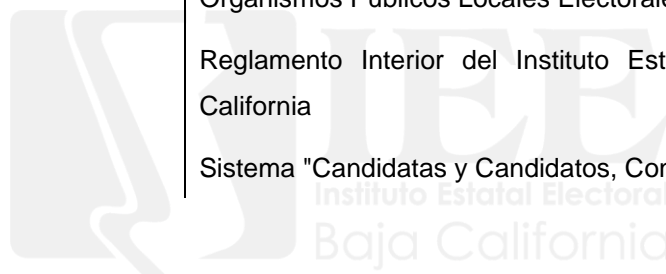 Organismos Públicos Locales Electorale
Reglamento Interior del Instituto Est
California
Sistema "Candidatas y Candidatos, Con
IEE
Instituto Estatal Electoral
Baja California